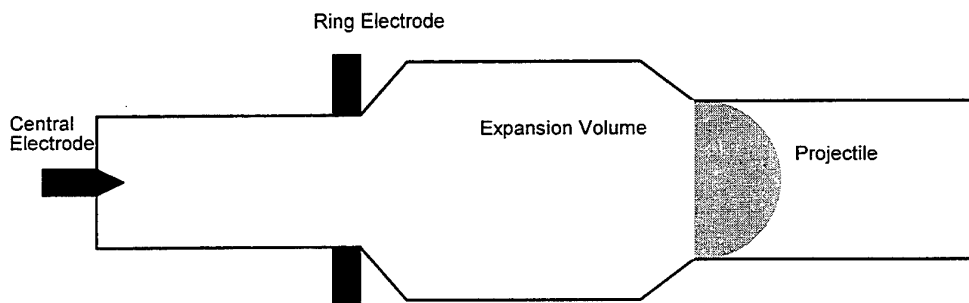 Ring Electrode
Central
Electrode
Expansion Volume
Projectile